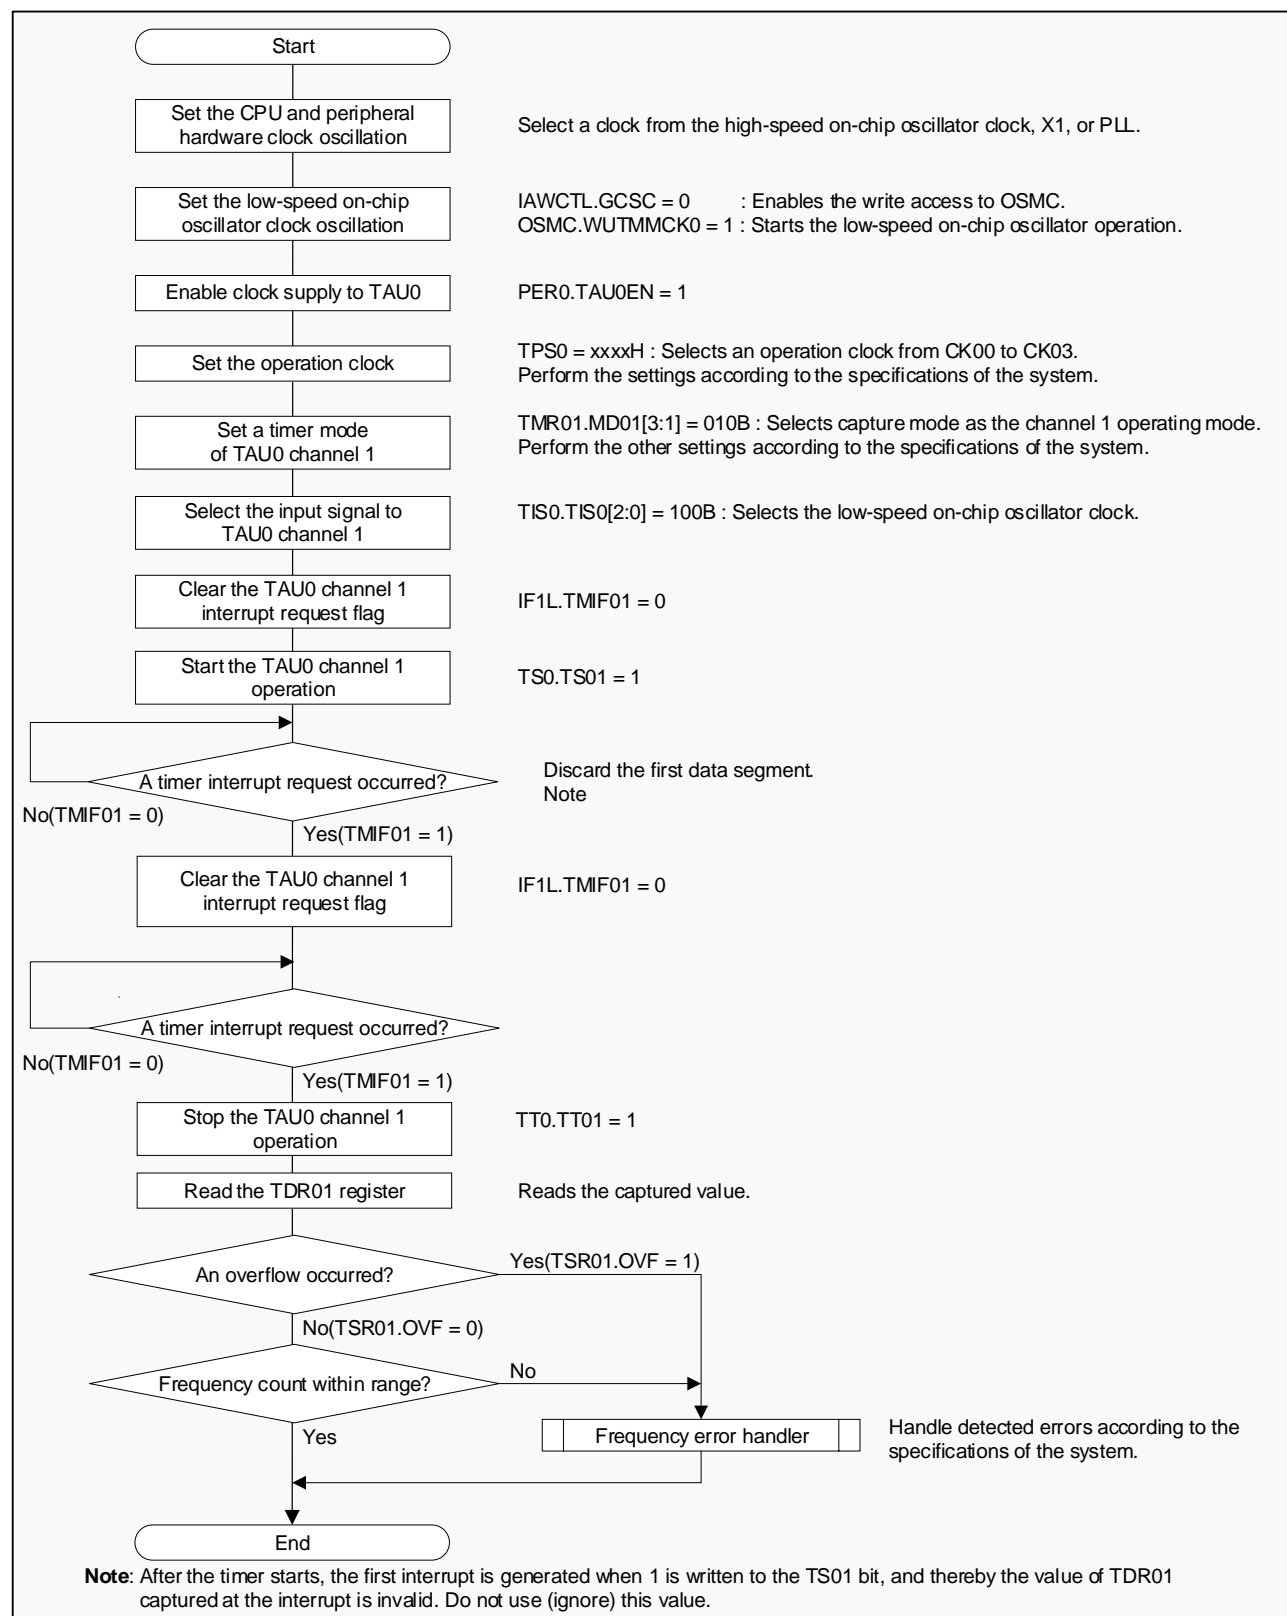 Start
Set the CPU and peripheral
hardware clock oscillation
Select a clock from the high-speed on-chip oscillator clock, X1, or PLL.
Set the low-speed on-chip
oscillator clock oscillation
IAWCTL.GCSC = 0 : Enables the write access to OSMC.
OSMC.WUTMMCK0 = 1 : Starts the low-speed on-chip oscillator operation.
Enable clock supply to TAU0
PER0.TAU0EN = 1
Set the operation clock
TPS0 = xxxxH : Selects an operation clock from CK00 to CK03.
Perform the settings according to the specifications of the system.
Set a timer mode
of TAU0 channel 1
TMR01.MD01[3:1] = 010B : Selects capture mode as the channel 1 operating mode.
Perform the other settings according to the specifications of the system.
Select the input signal to
TAU0 channel 1
TIS0.TIS0[2:0] = 100B : Selects the low-speed on-chip oscillator clock.
Clear the TAU0 channel 1
interrupt request flag
IF1L.TMIF01 = 0
Start the TAU0 channel 1
operation
TS0.TS01 = 1
A timer interrupt request occurred?
Discard the first data segment.
Note
No(TMIF01 = 0)
Yes(TMIF01 = 1)
Clear the TAU0 channel 1
interrupt request flag
IF1L.TMIF01 = 0
A timer interrupt request occurred?
No(TMIF01 = 0)
Yes(TMIF01 = 1)
Stop the TAU0 channel 1
operation
TT0.TT01 = 1
Read the TDR01 register
Reads the captured value.
An overflow occurred?
Yes(TSR01.OVF = 1)
No(TSR01.OVF = 0)
Frequency count within range?
No
Yes
Frequency error handler
Handle detected errors according to the
specifications of the system.
End
Note: After the timer starts, the first interrupt is generated when 1 is written to the TS01 bit, and thereby the value of TDR01
captured at the interrupt is invalid. Do not use (ignore) this value.